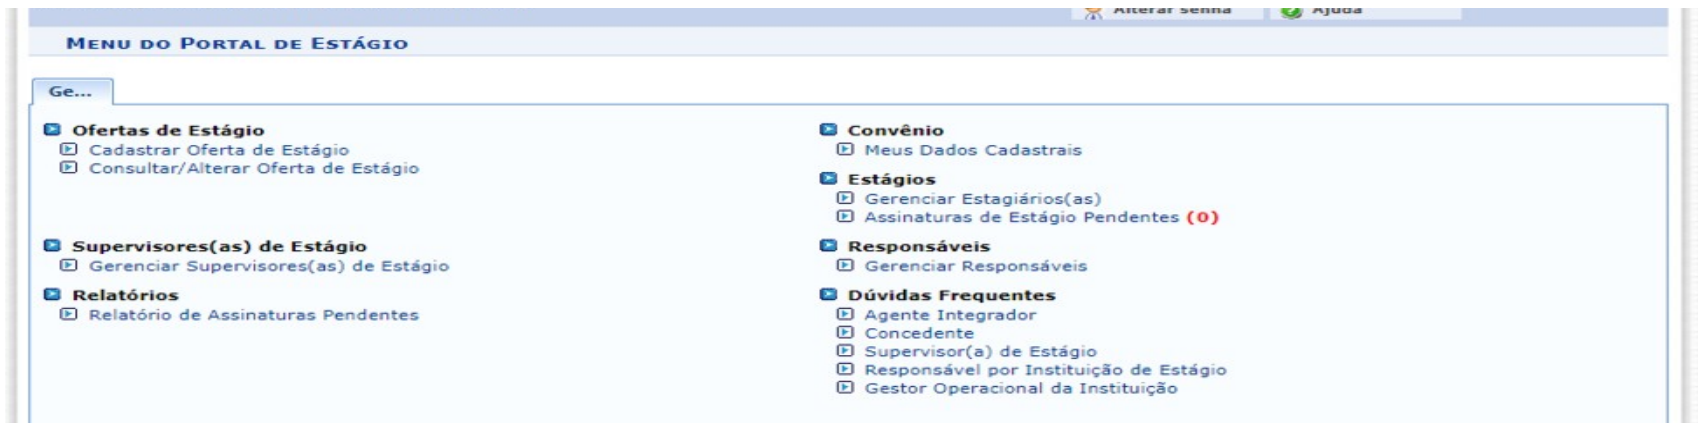 Alterar senha
Ajuda
MENU DO PORTAL DE ESTÁGIO
Ge...
Ofertas de Estágio
Cadastrar Oferta de Estágio
Consultar/Alterar Oferta de Estágio
Convênio
Meus Dados Cadastrais
Estágios
Gerenciar Estagiários(as)
Assinaturas de Estágio Pendentes (0)
Supervisores(as) de Estágio
Gerenciar Supervisores(as) de Estágio
Responsáveis
Gerenciar Responsáveis
Relatórios
Relatório de Assinaturas Pendentes
Dúvidas Frequentes
Agente Integrador
Concedente
Supervisor(a) de Estágio
Responsável por Instituição de Estágio
Gestor Operacional da Instituição